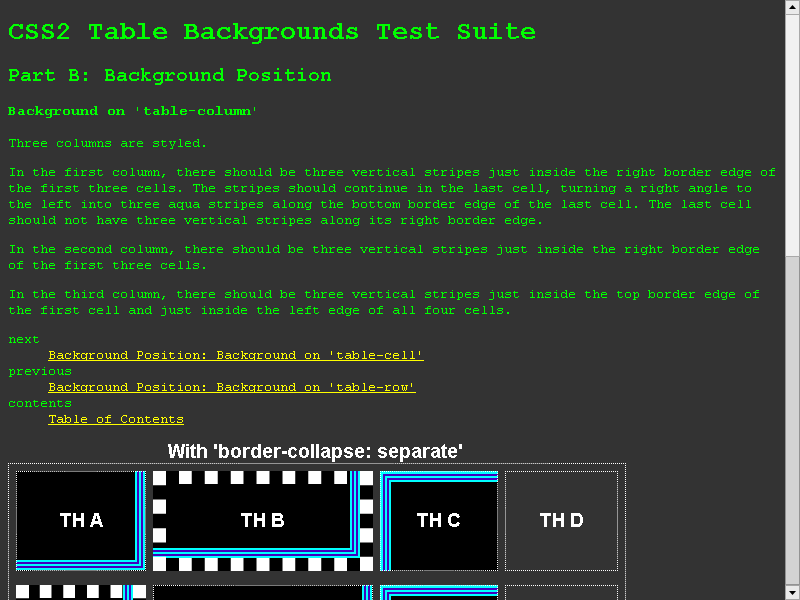 CSS2 Table Backgrounds Test Suite
Part B: Background Position
Background on 'table-column'
Three columns are styled.
In the first column, there should be three vertical stripes just inside the right border edge of
the first three cells. The stripes should continue in the last cell, turning a right angle to
the left into three aqua stripes along the bottom border edge of the last cell. The last cell
should not have three vertical stripes along its right border edge.
In the second column, there should be three vertical stripes just inside the right border edge
of the first three cells.
In the third column, there should be three vertical stripes just inside the top border edge of
the first cell and just inside the left edge of all four cells.
next
Background Position: Background on 'table-cell'
previous
Background Position: Background on 'table-row'
contents
Table of Contents
With 'border-collapse: separate'
TH A TH B TH C TH D